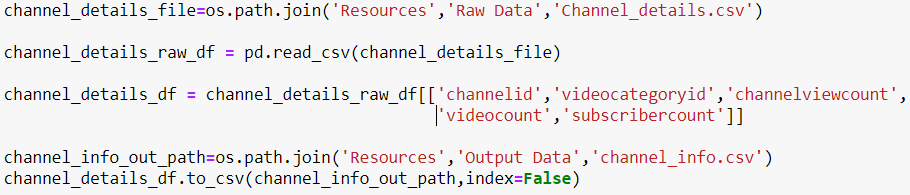 channel_details_file=os.path.join('Resources','Raw Data','Channel_details.csv')
channel_details_raw_df = pd.read_csv(channel_details_file)
channel_details_df = channel_details_raw_df[['channelid','videocategoryid','channelviewcount',
'videocount','subscribercount']]
channel_info_out_path=os.path.join('Resources','Output Data','channel_info.csv')
channel_details_df.to_csv(channel_info_out_path,index=False)